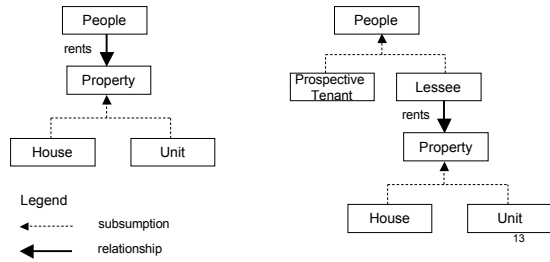 People
rents
Property
House
Unit
Legend
subsumption
relationship
People
Prospective
Tenant
Lessee
rents
Property
House
Unit
13